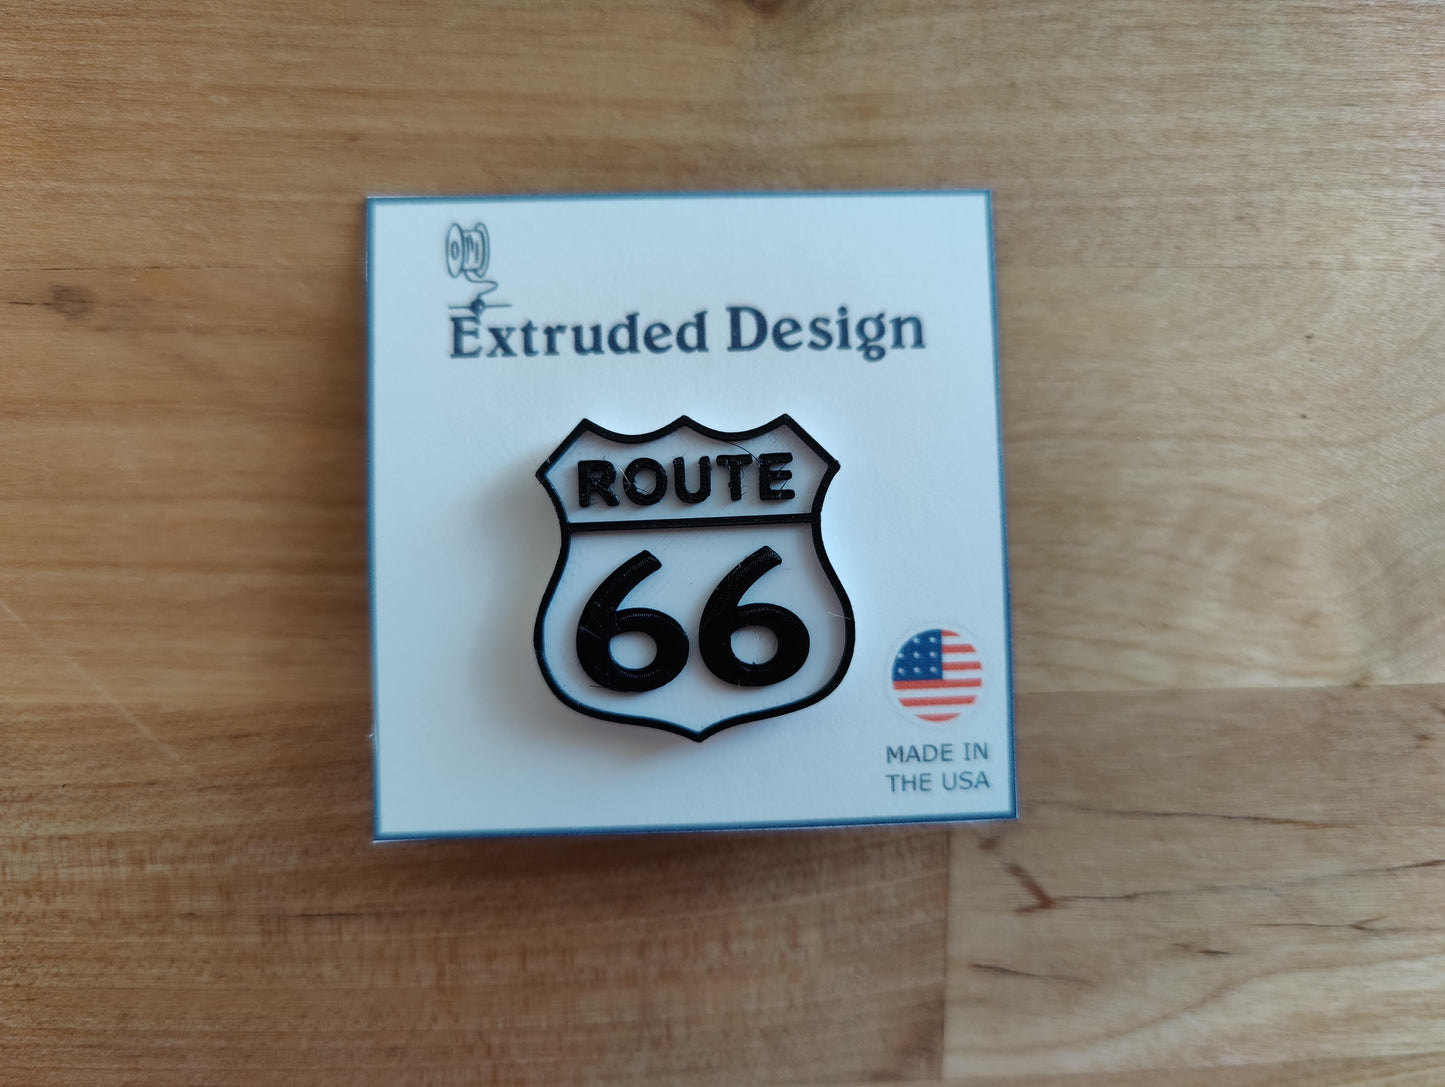 Extruded Design
ROUTE
66
MADE IN
THE USA